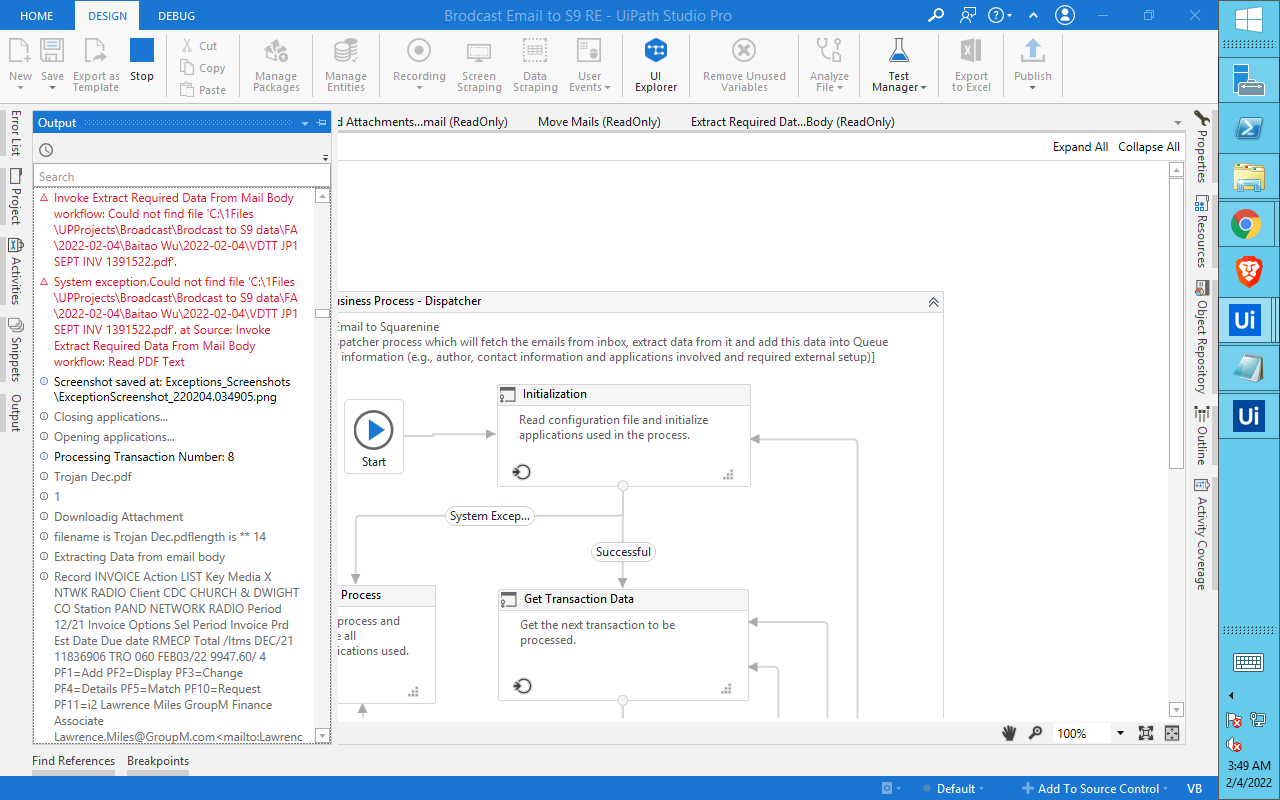 HOME
DESIGN
DEBUG
Brodcast Email to S9 RE - UiPath Studio Pro
New
Save
Export as
Template
Stop
Cut
Copy
Paste
Manage
Packages
Manage
Entities
Recording
Screen
Scraping
Data
Scraping
User
Events
UI
Explorer
Remove Unused
Variables
Analyze
File
Test
Manager
Export
to Excel
Publish
Error List
Project
Activities
Snippets
Output
Output
Search
Invoke Extract Required Data From Mail Body
workflow: Could not find file 'C:\1Files
\UPProjects\Broadcast\Brodcast to S9 data\FA
\2022-02-04\Baitao Wu\2022-02-04\VDTT JP1
SEPT INV 1391522.pdf'.
System exception.Could not find file 'C:\1Files
\UPProjects\Broadcast\Brodcast to S9 data\FA
\2022-02-04\Baitao Wu\2022-02-04\VDTT JP1
SEPT INV 1391522.pdf'. at Source: Invoke
Extract Required Data From Mail Body
workflow: Read PDF Text
Screenshot saved at: Exceptions_Screenshots
\ExceptionScreenshot_220204.034905.png
Closing applications...
Opening applications...
Processing Transaction Number: 8
Trojan Dec.pdf
1
Downloadig Attachment
filename is Trojan Dec.pdflength is ** 14
Extracting Data from email body
Record INVOICE Action LIST Key Media X
NTWK RADIO Client CDC CHURCH & DWIGHT
CO Station PAND NETWORK RADIO Period
12/21 Invoice Options Sel Period Invoice Prd
Est Date Due date RMECP Total /Itms DEC/21
11836906 TRO 060 FEB03/22 9947.60/ 4
PF1=Add PF2=Display PF3=Change
PF4=Details PF5=Match PF10=Request
PF11=i2 Lawrence Miles GroupM Finance
Associate
Lawrence.Miles@GroupM.com<mailto:Lawrenc
Find References
Breakpoints
d Attachments...mail (ReadOnly)
Move Mails (ReadOnly)
Extract Required Dat...Body (ReadOnly)
Expand All
Collapse All
usiness Process - Dispatcher
Email to Squarenine
patcher process which will fetch the emails from inbox, extract data from it and add this data into Queue
information (e.g., author, contact information and applications involved and required external setup)]
Start
Initialization
Read configuration file and initialize
applications used in the process.
System Excep...
Successful
Process
process and
e all
ications used.
Get Transaction Data
Get the next transaction to be
processed.
100%
Properties
Resources
Object Repository
Outline
Activity Coverage
Default
Add To Source Control
VB
Ui
Ui
3:49 AM
2/4/2022